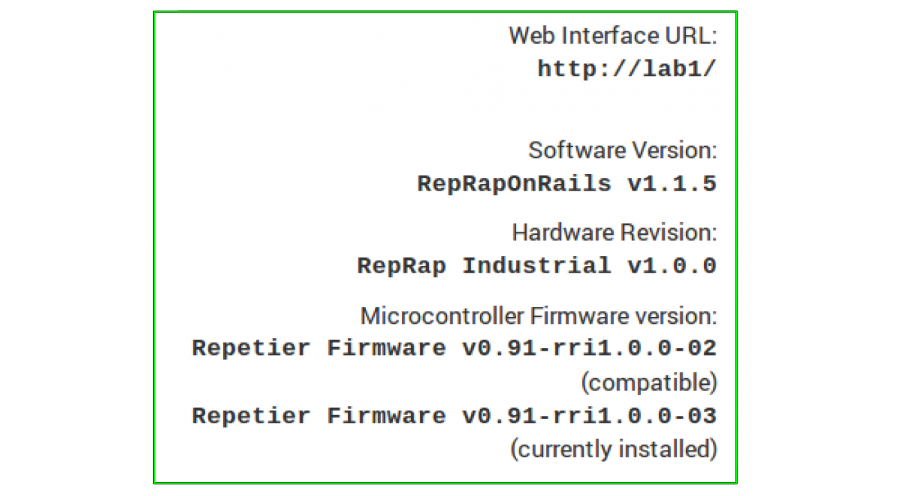 Web Interface URL:
http://lab1/
Software Version:
RepRapOnRails v1.1.5
Hardware Revision:
RepRap Industrial v1.0.0
Microcontroller Firmware version:
Repetier Firmware v0.91-rri1.0.0-02
(compatible)
Repetier Firmware v0.91-rri1.0.0-03
(currently installed)